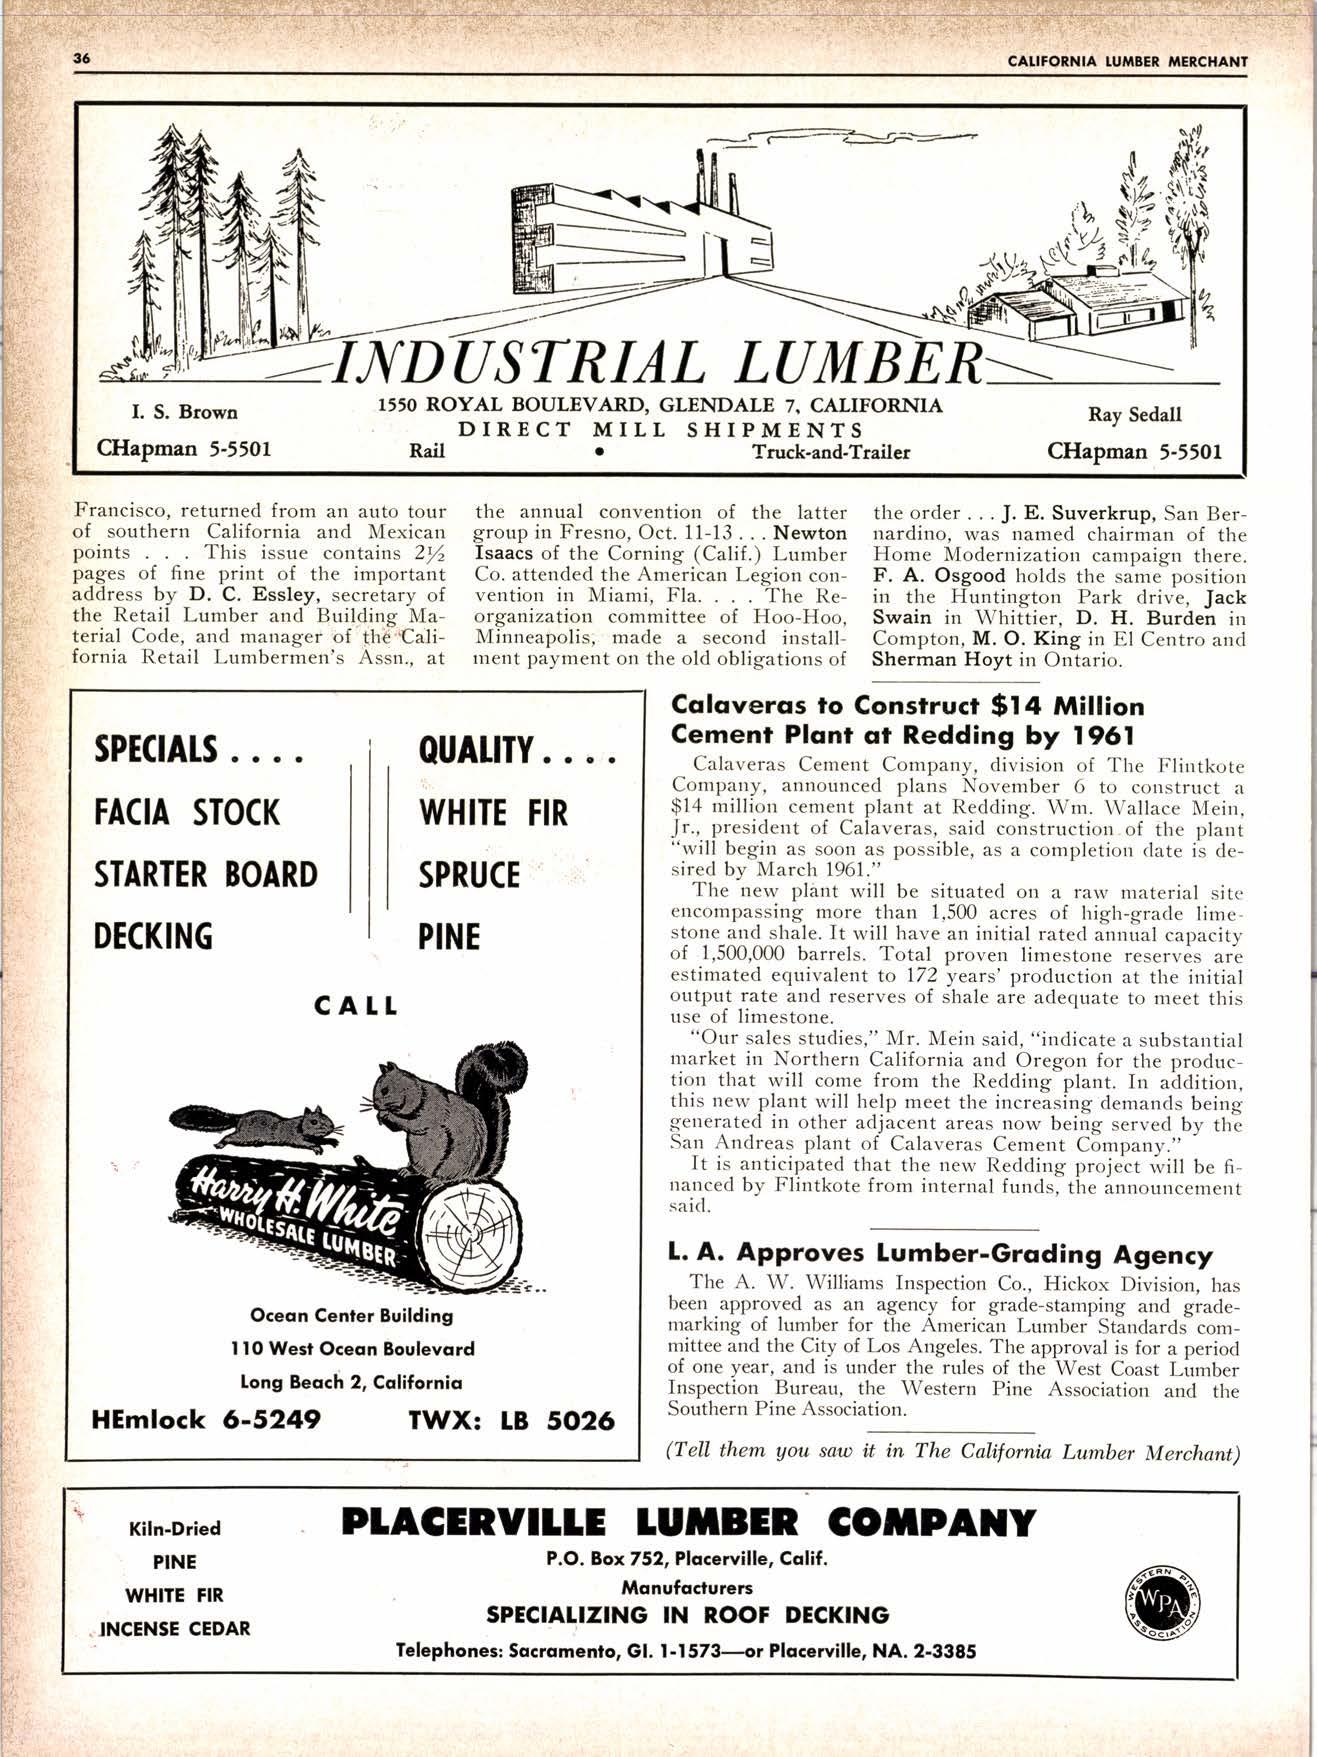 36
CALIFORNIA LUMBER MERCHANT
INDUSTRIAL LUMBER
I. S. Brown
CHapman 5-5501
1550 ROYAL BOULEVARD, GLENDALE 7, CALIFORNIA
DIRECT MILL SHIPMENTS
Rail • Truck-and-Trailer
Ray Sedall
CHapman 5-5501
Francisco, returned from an auto tour
of southern California and Mexican
points . . . This issue contains 2½
pages of fine print of the important
address by D. C. Essley, secretary of
the Retail Lumber and Building Ma-
terial Code, and manager of the Cali-
fornia Retail Lumbermen's Assn., at
the annual convention of the latter
group in Fresno, Oct. 11-13 . . . Newton
Isaacs of the Corning (Calif.) Lumber
Co. attended the American Legion con-
vention in Miami, Fla. . . . The Re-
organization committee of Hoo-Hoo,
Minneapolis, made a second install-
ment payment on the old obligations of
the order . . . J. E. Suverkrup, San Ber-
nardino, was named chairman of the
Home Modernization campaign there.
F. A. Osgood holds the same position
in the Huntington Park drive, Jack
Swain in Whittier, D. H. Burden in
Compton, M. O. King in El Centro and
Sherman Hoyt in Ontario.
SPECIALS . . . .
FACIA STOCK
STARTER BOARD
DECKING
QUALITY . . . .
WHITE FIR
SPRUCE
PINE
CALL
Harry H. White
WHOLESALE LUMBER
Ocean Center Building
110 West Ocean Boulevard
Long Beach 2, California
HEmlock 6-5249 TWX: LB 5026
Calaveras to Construct $14 Million
Cement Plant at Redding by 1961
Calaveras Cement Company, division of The Flintkote
Company, announced plans November 6 to construct a
$14 million cement plant at Redding. Wm. Wallace Mein,
Jr., president of Calaveras, said construction of the plant
"will begin as soon as possible, as a completion date is de-
sired by March 1961."
The new plant will be situated on a raw material site
encompassing more than 1,500 acres of high-grade lime-
stone and shale. It will have an initial rated annual capacity
of 1,500,000 barrels. Total proven limestone reserves are
estimated equivalent to 172 years' production at the initial
output rate and reserves of shale are adequate to meet this
use of limestone.
"Our sales studies," Mr. Mein said, "indicate a substantial
market in Northern California and Oregon for the produc-
tion that will come from the Redding plant. In addition,
this new plant will help meet the increasing demands being
generated in other adjacent areas now being served by the
San Andreas plant of Calaveras Cement Company."
It is anticipated that the new Redding project will be fi-
nanced by Flintkote from internal funds, the announcement
said.
L. A. Approves Lumber-Grading Agency
The A. W. Williams Inspection Co., Hickox Division, has
been approved as an agency for grade-stamping and grade-
marking of lumber for the American Lumber Standards com-
mittee and the City of Los Angeles. The approval is for a period
of one year, and is under the rules of the West Coast Lumber
Inspection Bureau, the Western Pine Association and the
Southern Pine Association.
(Tell them you saw it in The California Lumber Merchant)
Kiln-Dried
PINE
WHITE FIR
INCENSE CEDAR
PLACERVILLE LUMBER COMPANY
P.O. Box 752, Placerville, Calif.
Manufacturers
SPECIALIZING IN ROOF DECKING
Telephones: Sacramento, GI. 1-1573—or Placerville, NA. 2-3385
WESTERN PINE
WPA
ASSOCIATION